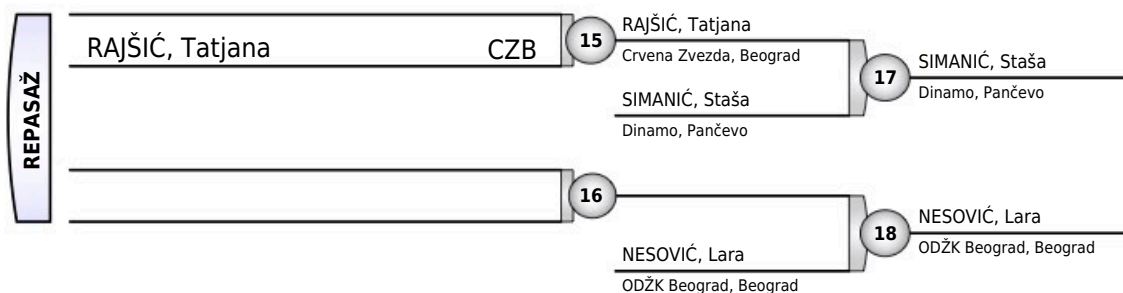 REPASAŽ
RAJŠIĆ, Tatjana CZB
15
RAJŠIĆ, Tatjana
Crvena Zvezda, Beograd
SIMANIĆ, Staša
Dinamo, Pančevo
17
SIMANIĆ, Staša
Dinamo, Pančevo
16
NESOVIĆ, Lara
ODŽK Beograd, Beograd
18
NESOVIĆ, Lara
ODŽK Beograd, Beograd